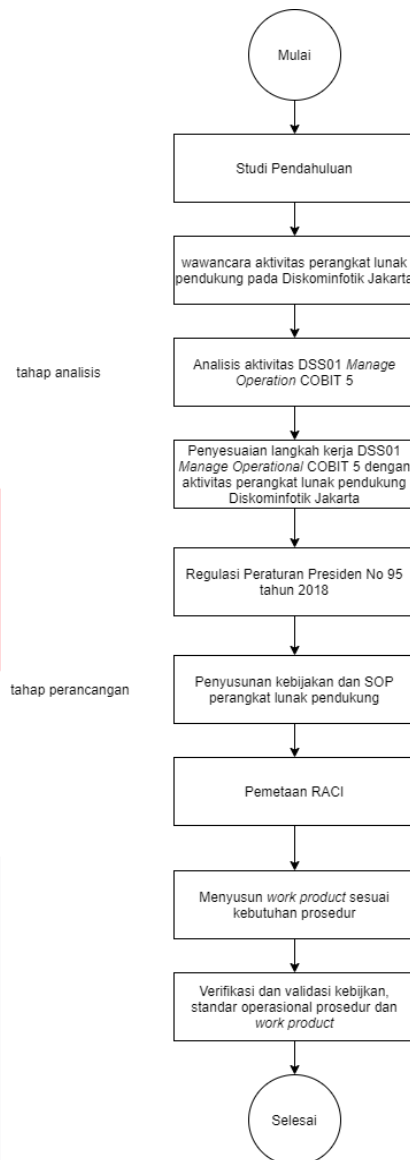 Mulai
Studi Pendahuluan
wawancara aktivitas perangkat lunak
pendukung pada Diskominfotik Jakarta
tahap analisis
Analisis aktivitas DSS01 Manage
Operation COBIT 5
Penyesuaian langkah kerja DSS01
Manage Operational COBIT 5 dengan
aktivitas perangkat lunak pendukung
Diskominfotik Jakarta
Regulasi Peraturan Presiden No 95
tahun 2018
tahap perancangan
Penyusunan kebijakan dan SOP
perangkat lunak pendukung
Pemetaan RACI
Menyusun work product sesuai
kebutuhan prosedur
Verifikasi dan validasi kebijkan,
standar operasional prosedur dan
work product
Selesai